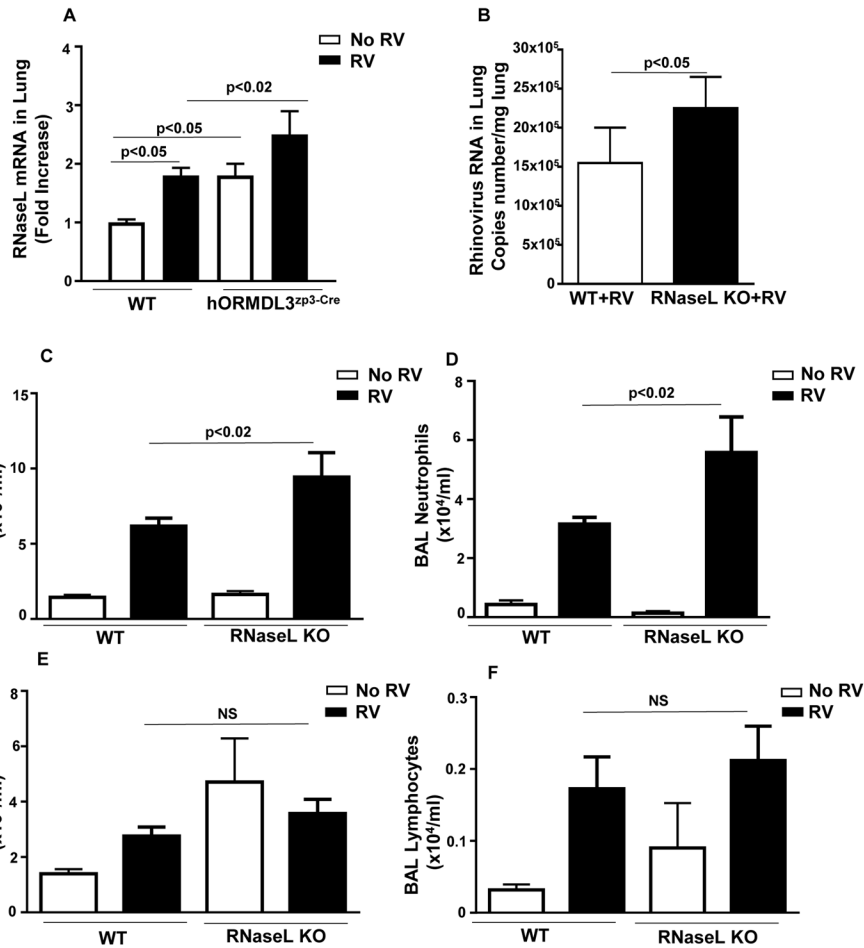 A
No RV
RV
RNaseL mRNA in Lung
(Fold Increase)
4
3
2
1
0
p<0.02
p<0.05
p<0.05
WT
hORMDL3zp3-Cre
B
Rhinovirus RNA in Lung
Copies number/mg lung
30x10⁵
25x10⁵
20x10⁵
15x10⁵
10x10⁵
5x10⁵
0
p<0.05
WT+RV
RNaseL KO+RV
C
No RV
RV
15
10
5
0
p<0.02
WT
RNaseL KO
D
No RV
RV
BAL Neutrophils
(x10⁴/ml)
8
6
4
2
0
p<0.02
WT
RNaseL KO
E
No RV
RV
8
6
4
2
0
NS
WT
RNaseL KO
F
No RV
RV
BAL Lymphocytes
(x10⁴/ml)
0.3
0.2
0.1
0
NS
WT
RNaseL KO